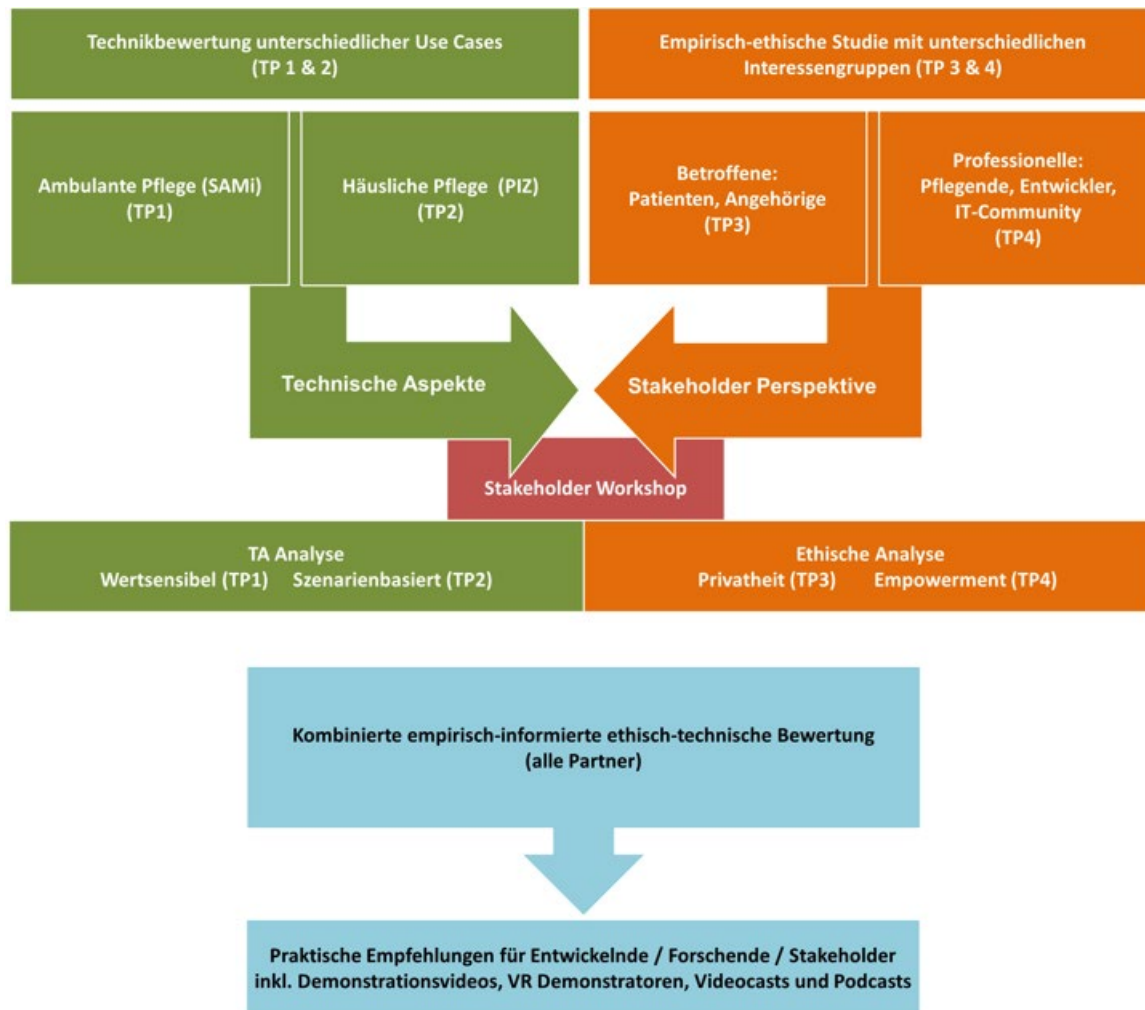 Technikbewertung unterschiedlicher Use Cases
(TP 1 & 2)
Empirisch-ethische Studie mit unterschiedlichen
Interessengruppen (TP 3 & 4)
Ambulante Pflege (SAMi)
(TP1)
Häusliche Pflege (PIZ)
(TP2)
Betroffene:
Patienten, Angehörige
(TP3)
Professionelle:
Pflegende, Entwickler,
IT-Community
(TP4)
Technische Aspekte
Stakeholder Perspektive
Stakeholder Workshop
TA Analyse
Wertsensibel (TP1) Szenarienbasiert (TP2)
Ethische Analyse
Privatheit (TP3) Empowerment (TP4)
Kombinierte empirisch-informierte ethisch-technische Bewertung
(alle Partner)
Praktische Empfehlungen für Entwickelnde / Forschende / Stakeholder
inkl. Demonstrationsvideos, VR Demonstratoren, Videocasts und Podcasts